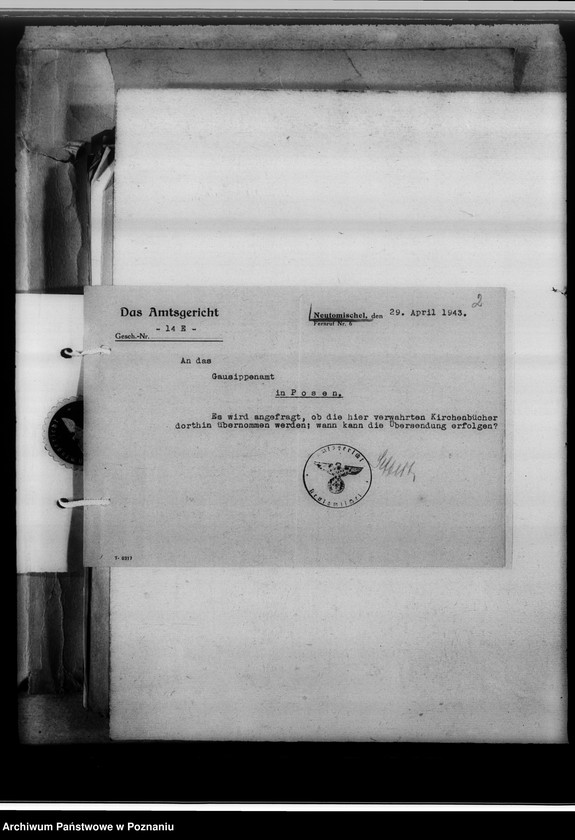 2
Das Amtsgericht
Neutomischel, den 29. April 1943.
Fernruf Nr. 6
- 14 E -
Gesch.-Nr.
An das
Gausippenamt
in Posen.
Es wird angefragt, ob die hier verwahrten Kirchenbücher
dorthin übernommen werden; wann kann die Übersendung erfolgen?
Amtsgericht
Neutomischel
Archiwum Państwowe w Poznaniu